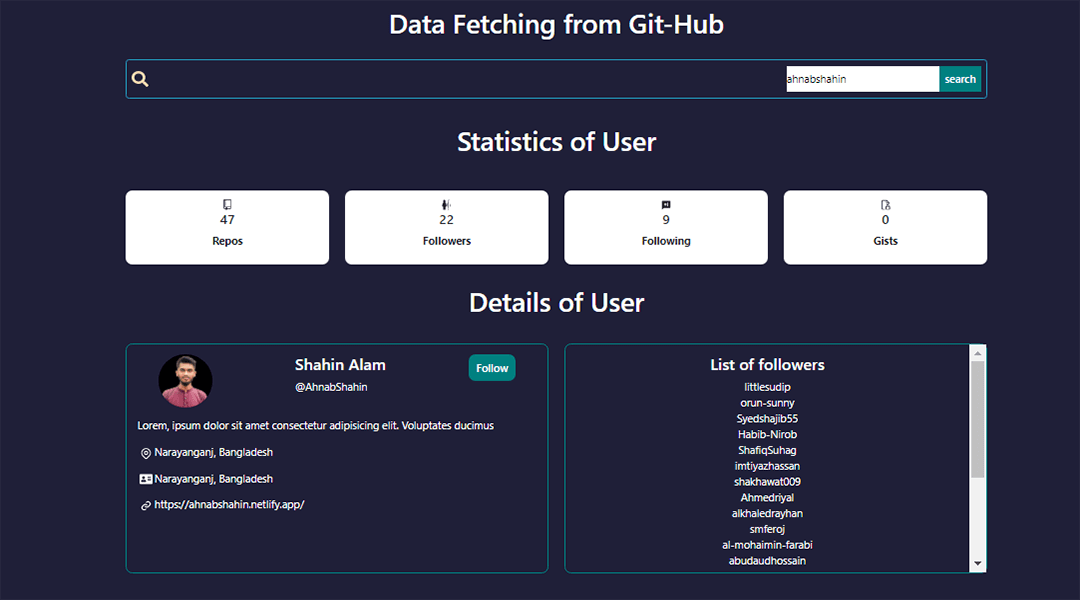 Data Fetching from Git-Hub
ahnabshahin
search
Statistics of User
47
Repos
22
Followers
9
Following
0
Gists
Details of User
Shahin Alam
@AhnabShahin
Follow
Lorem, ipsum dolor sit amet consectetur adipisicing elit. Voluptates ducimus
Narayanganj, Bangladesh
Narayanganj, Bangladesh
https://ahnabshahin.netlify.app/
List of followers
littlesudip
orun-sunny
Syedshajib55
Habib-Nirob
ShafiqSuhag
imtiyazhassan
shakhawat009
Ahmedriyal
alkhaledrayhan
smferoj
al-mohaimin-farabi
abudaudhossain